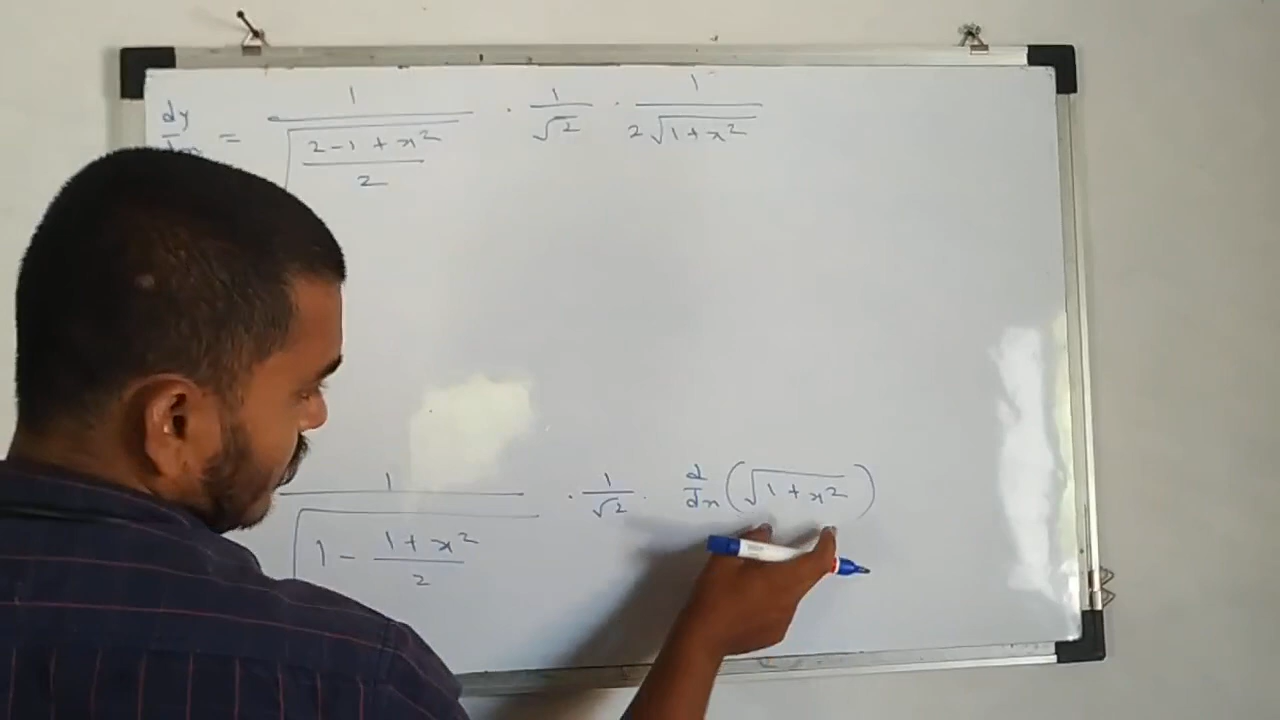 dy/dx = 1/√((2-1+x²)/2) · 1/√2 · 1/(2√(1+x²))
1/√(1 - (1+x²)/2) · 1/√2 · d/dx(√(1+x²))